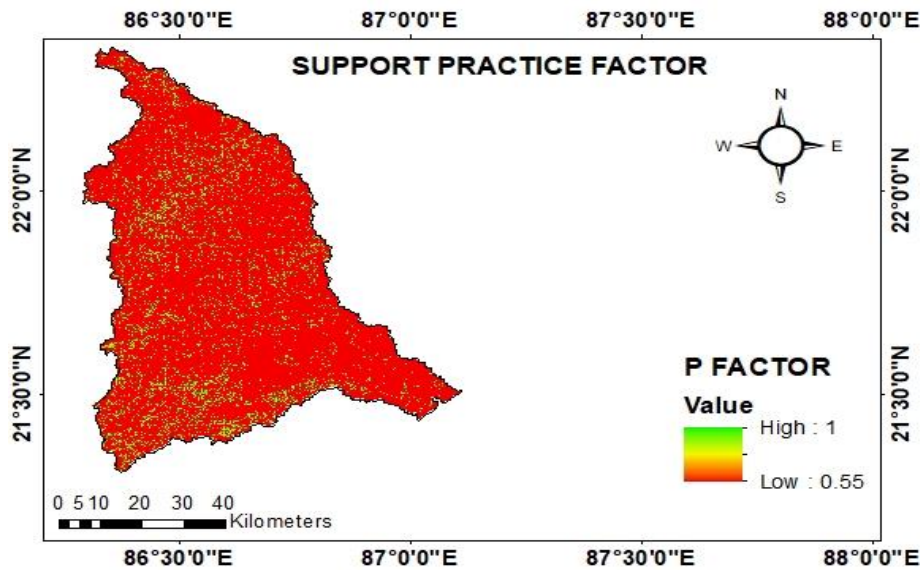 86°30'0"E 87°0'0"E 87°30'0"E 88°0'0"E
SUPPORT PRACTICE FACTOR
N
W E
S
22°0'0"N 22°0'0"N
21°30'0"N 21°30'0"N
P FACTOR
Value
High : 1
Low : 0.55
0 5 10 20 30 40
Kilometers
86°30'0"E 87°0'0"E 87°30'0"E 88°0'0"E